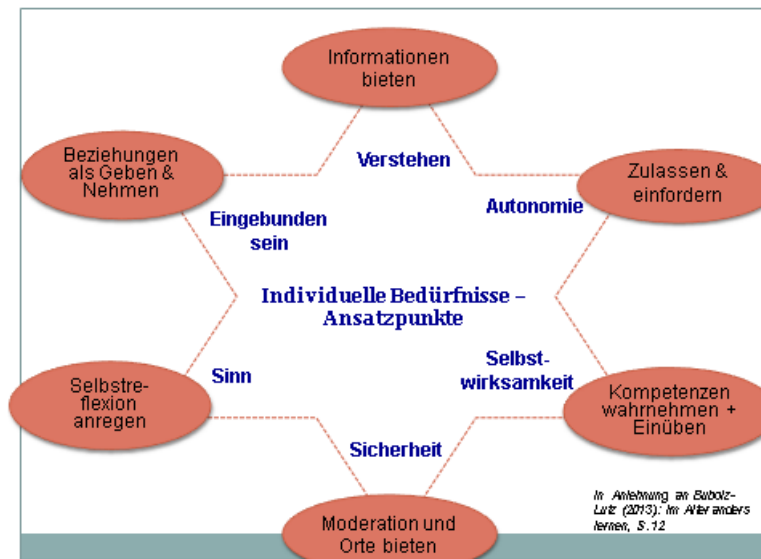 Informationen
bieten
Beziehungen
als Geben &
Nehmen
Verstehen
Zulassen &
einfordern
Eingebunden
sein
Autonomie
Individuelle Bedürfnisse –
Ansatzpunkte
Selbstre-
flexion
anregen
Sinn
Selbst-
wirksamkeit
Kompetenzen
wahrnehmen +
Einüben
Sicherheit
Moderation und
Orte bieten
In Anlehnung an Bubolz-
Lutz (2013): Im Alter anders
lernen, S. 12